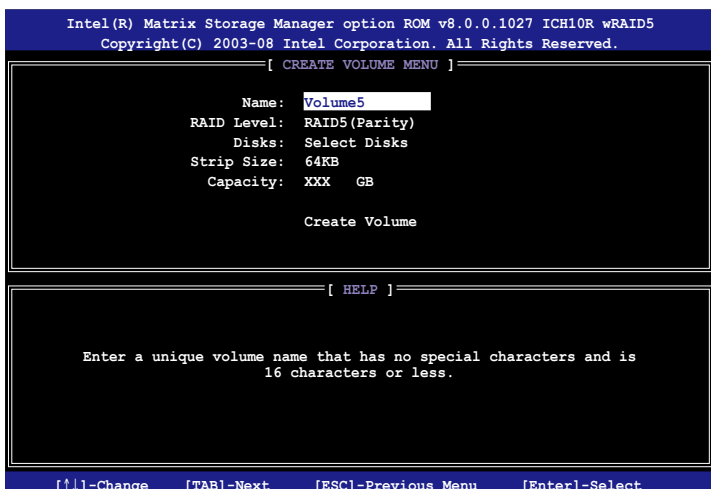 Intel(R) Matrix Storage Manager option ROM v8.0.0.1027 ICH10R wRAID5
Copyright(C) 2003-08 Intel Corporation. All Rights Reserved.
[ CREATE VOLUME MENU ]
Name: Volume5
RAID Level: RAID5(Parity)
Disks: Select Disks
Strip Size: 64KB
Capacity: XXX GB
Create Volume
[ HELP ]
Enter a unique volume name that has no special characters and is
16 characters or less.
[↑↓]-Change [TAB]-Next [ESC]-Previous Menu [Enter]-Select